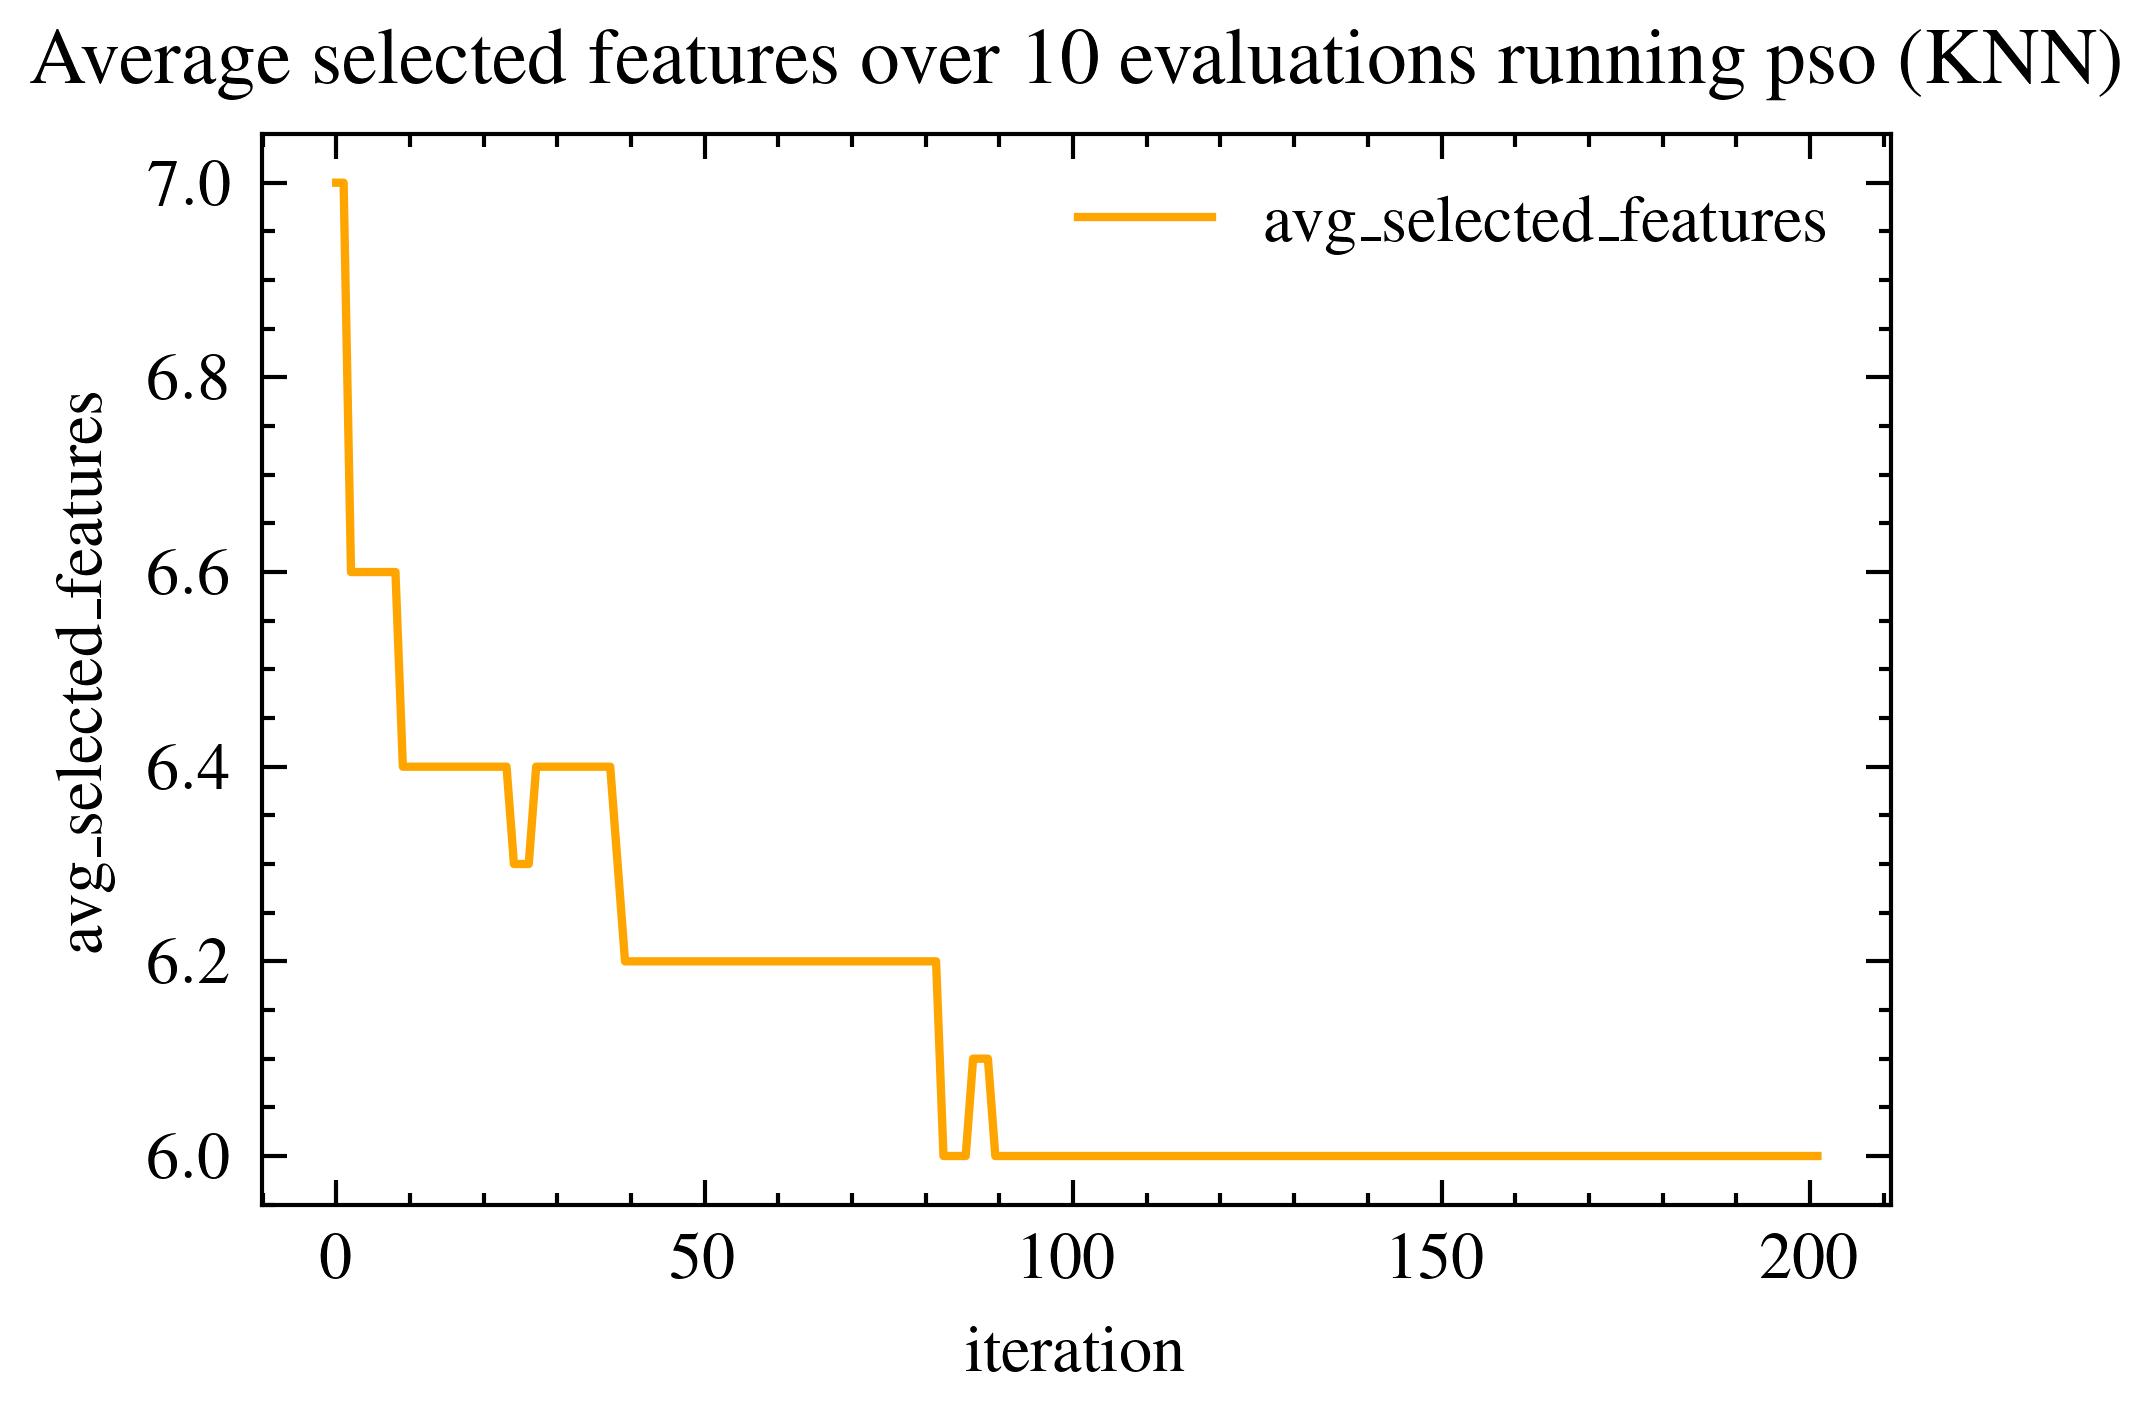 Average selected features over 10 evaluations running pso (KNN)
avg_selected_features
7.0
6.8
6.6
6.4
6.2
6.0
avg_selected_features
0 50 100 150 200
iteration